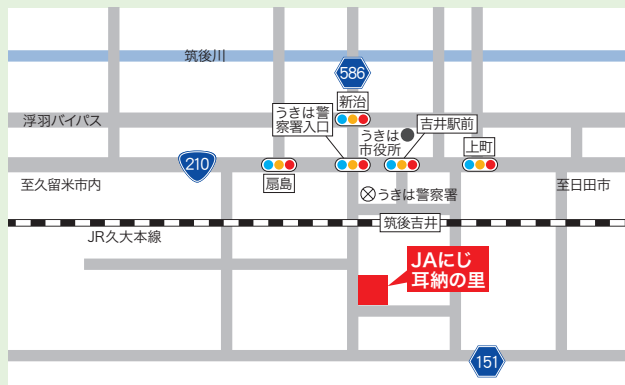 筑後川
586
新治
うきは警
察署入口
浮羽バイパス
うきは
市役所
吉井駅前
上町
210
扇島
至久留米市内
うきは警察署
至日田市
筑後吉井
JR久大本線
JAにじ
耳納の里
151